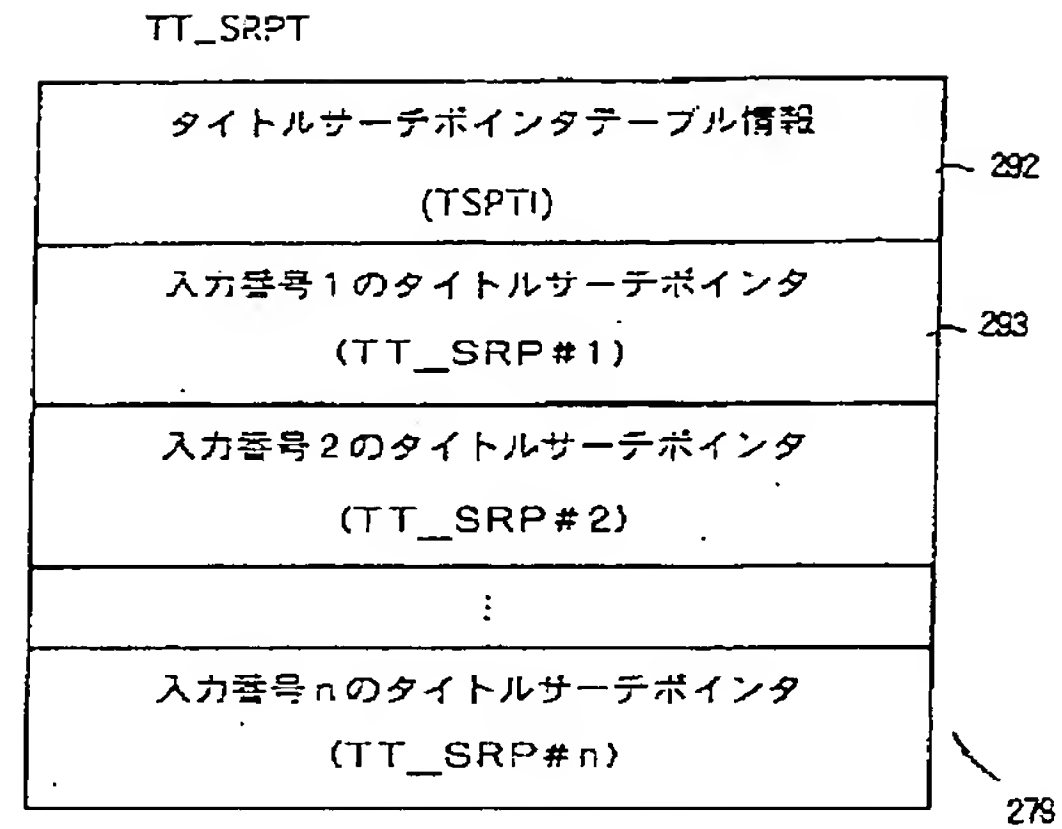 TT_SRPT
タイトルサーチポインタテーブル情報
(TSPTI)
292
入力番号1のタイトルサーチポインタ
(TT_SRP#1)
293
入力番号2のタイトルサーチポインタ
(TT_SRP#2)
⋮
入力番号nのタイトルサーチポインタ
(TT_SRP#n)
279